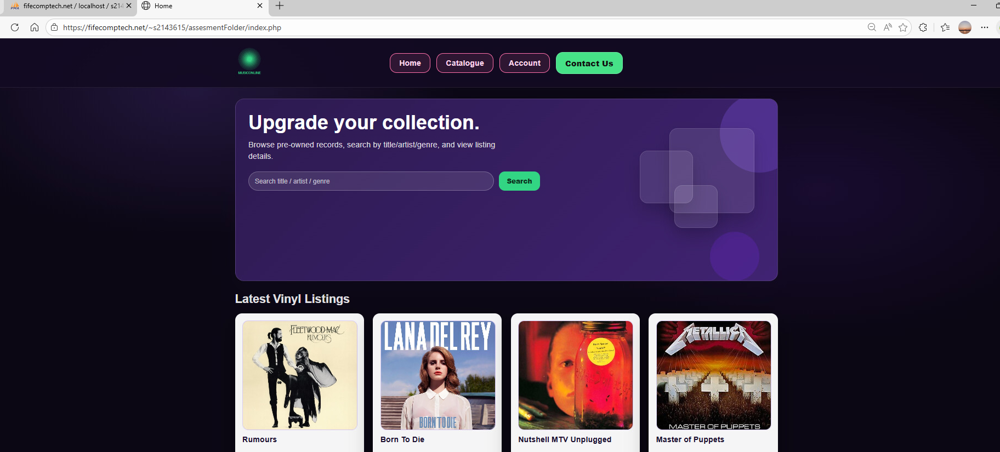 fifecomptech.net / localhost / s214
Home
https://fifecomptech.net/~s2143615/assesmentFolder/index.php
MUSICONLINE
Home
Catalogue
Account
Contact Us
Upgrade your collection.
Browse pre-owned records, search by title/artist/genre, and view listing
details.
Search title / artist / genre
Search
Latest Vinyl Listings
FLEETWOOD MAC
RUMOURS
LANA DEL REY
BORN TO DIE
METALLICA
MASTER OF PUPPETS
Rumours
Born To Die
Nutshell MTV Unplugged
Master of Puppets